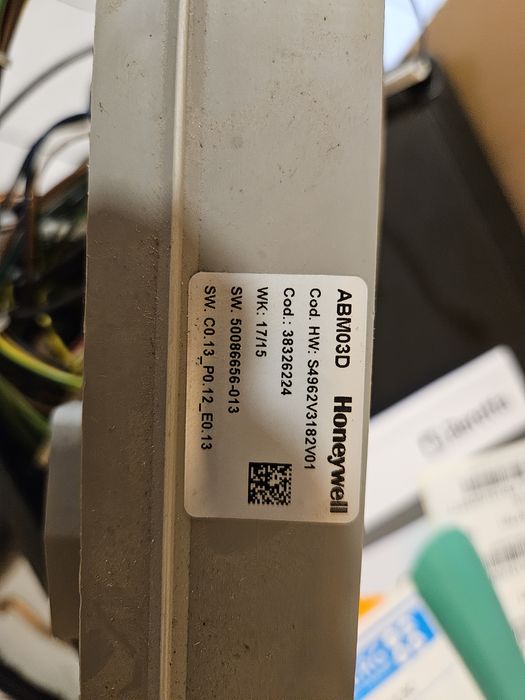 ABM03D Honeywell
Cod. HW: S4962V3182V01
Cod.: 38326224
WK: 17/15
SW. 50086656-013
SW. C0.13_P0.12_E0.13